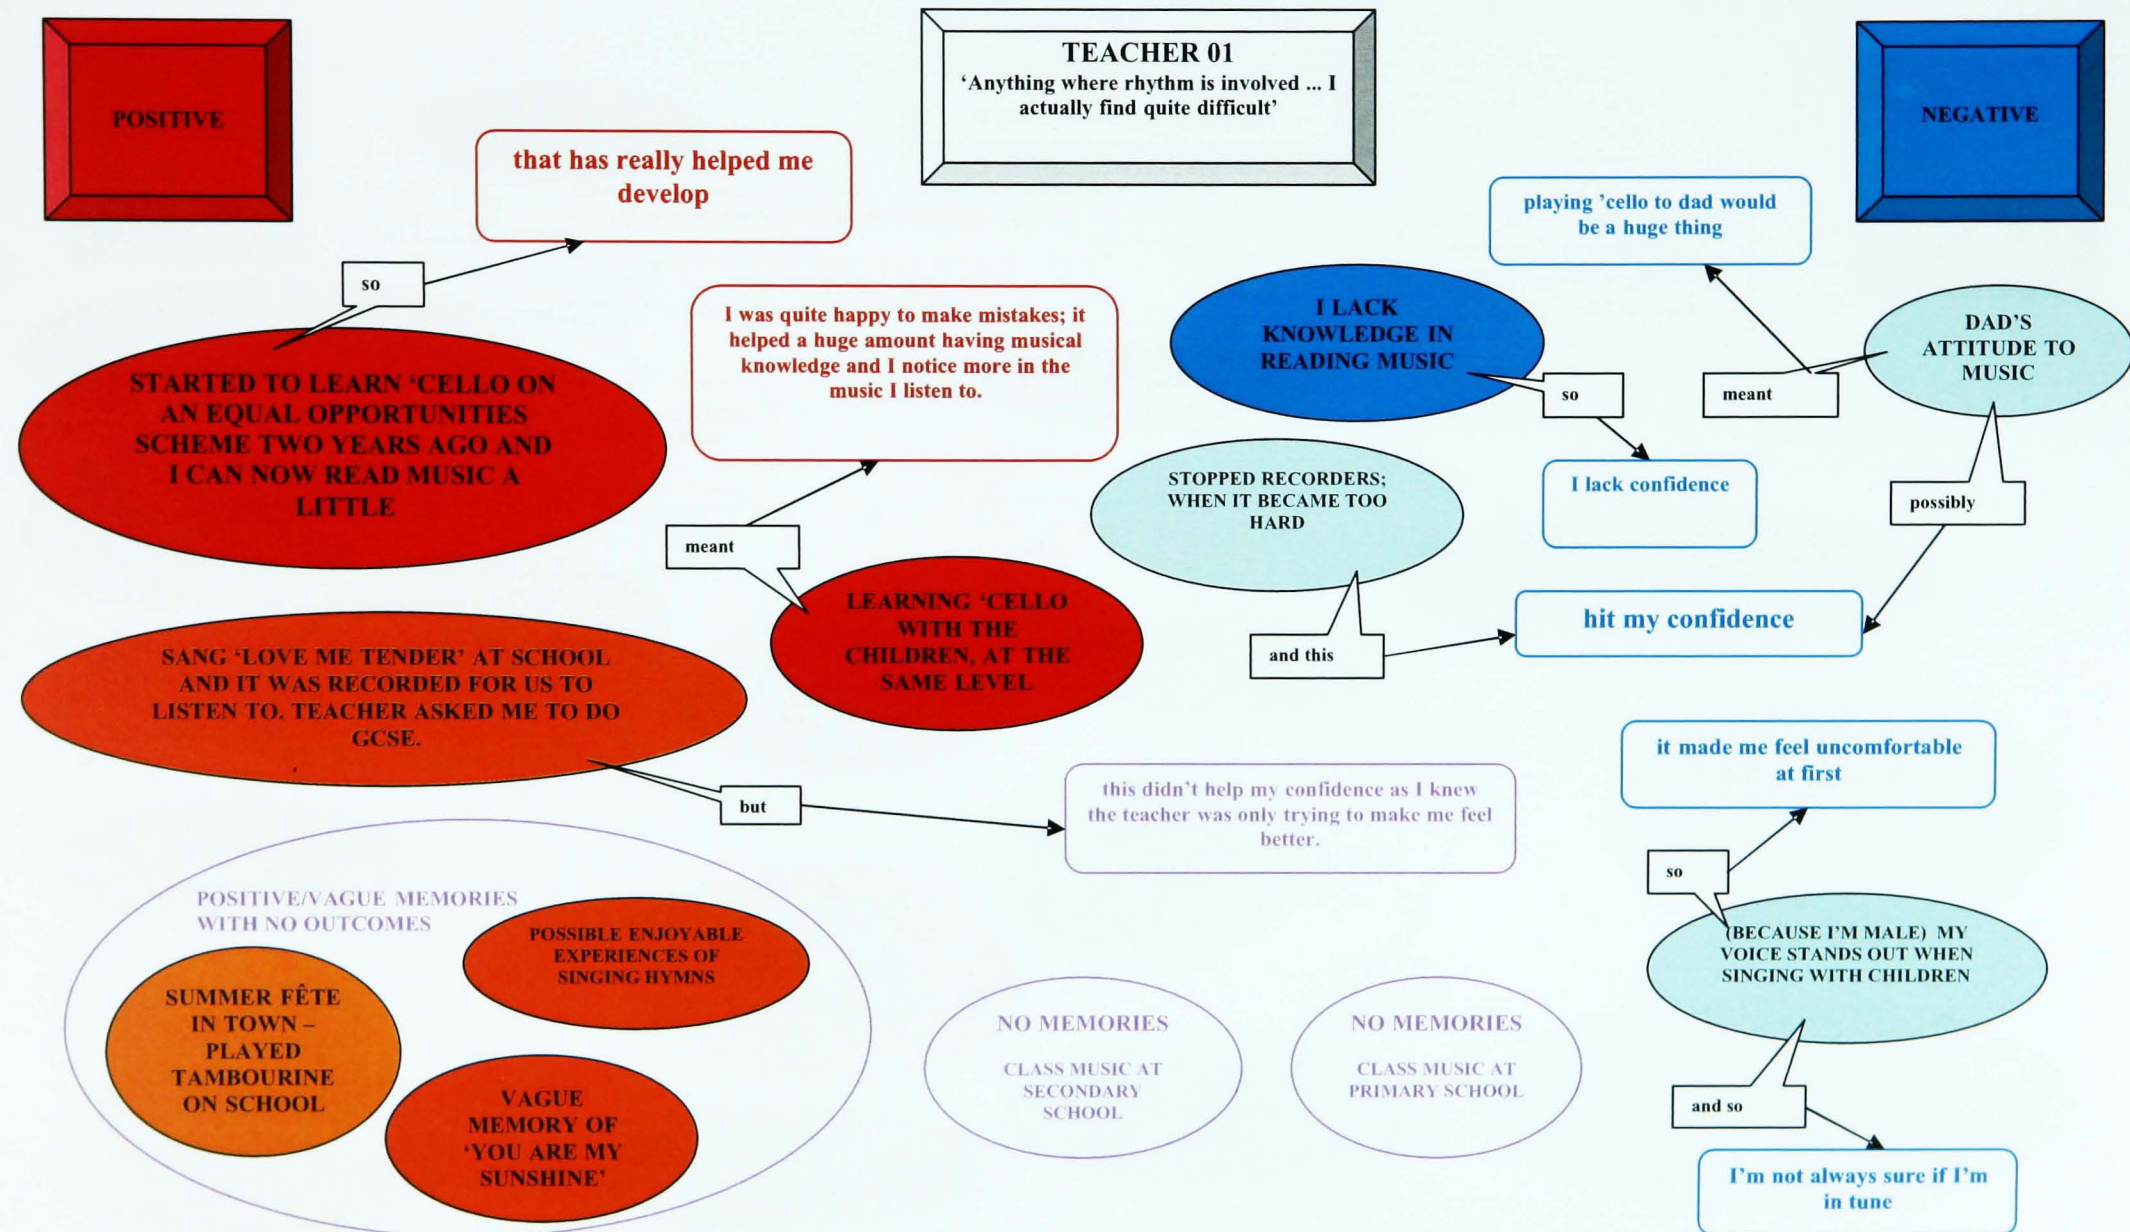 POSITIVE
TEACHER 01
‘Anything where rhythm is involved ... I
actually find quite difficult’
NEGATIVE
that has really helped me
develop
so
STARTED TO LEARN ‘CELLO ON
AN EQUAL OPPORTUNITIES
SCHEME TWO YEARS AGO AND
I CAN NOW READ MUSIC A
LITTLE
I was quite happy to make mistakes; it
helped a huge amount having musical
knowledge and I notice more in the
music I listen to.
meant
LEARNING ‘CELLO
WITH THE
CHILDREN, AT THE
SAME LEVEL
playing ’cello to dad would
be a huge thing
I LACK
KNOWLEDGE IN
READING MUSIC
so
I lack confidence
DAD’S
ATTITUDE TO
MUSIC
meant
possibly
STOPPED RECORDERS;
WHEN IT BECAME TOO
HARD
and this
hit my confidence
SANG ‘LOVE ME TENDER’ AT SCHOOL
AND IT WAS RECORDED FOR US TO
LISTEN TO. TEACHER ASKED ME TO DO
GCSE.
but
this didn’t help my confidence as I knew
the teacher was only trying to make me feel
better.
it made me feel uncomfortable
at first
so
(BECAUSE I’M MALE) MY
VOICE STANDS OUT WHEN
SINGING WITH CHILDREN
and so
I’m not always sure if I’m
in tune
POSITIVE/VAGUE MEMORIES
WITH NO OUTCOMES
POSSIBLE ENJOYABLE
EXPERIENCES OF
SINGING HYMNS
SUMMER FÊTE
IN TOWN –
PLAYED
TAMBOURINE
ON SCHOOL
VAGUE
MEMORY OF
‘YOU ARE MY
SUNSHINE’
NO MEMORIES
CLASS MUSIC AT
SECONDARY
SCHOOL
NO MEMORIES
CLASS MUSIC AT
PRIMARY SCHOOL